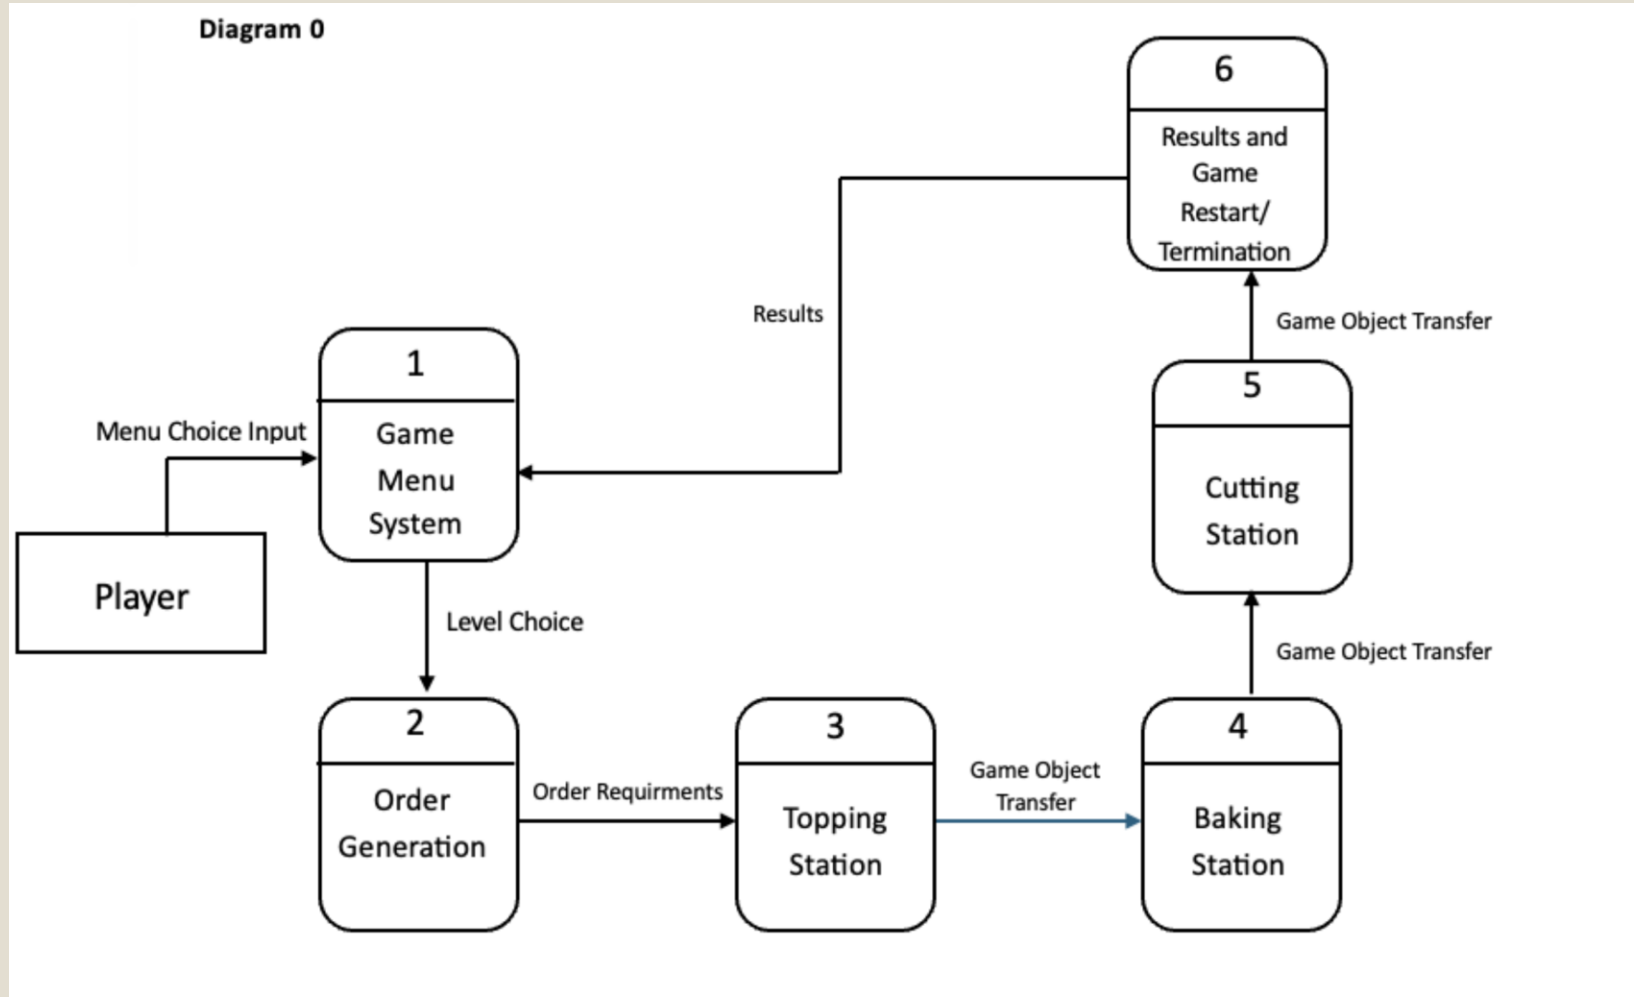 Diagram 0
6
Results and
Game
Restart/
Termination
Results
Game Object Transfer
1
Game
Menu
System
Menu Choice Input
5
Cutting
Station
Player
Level Choice
Game Object Transfer
2
Order
Generation
Order Requirments
3
Topping
Station
Game Object
Transfer
4
Baking
Station